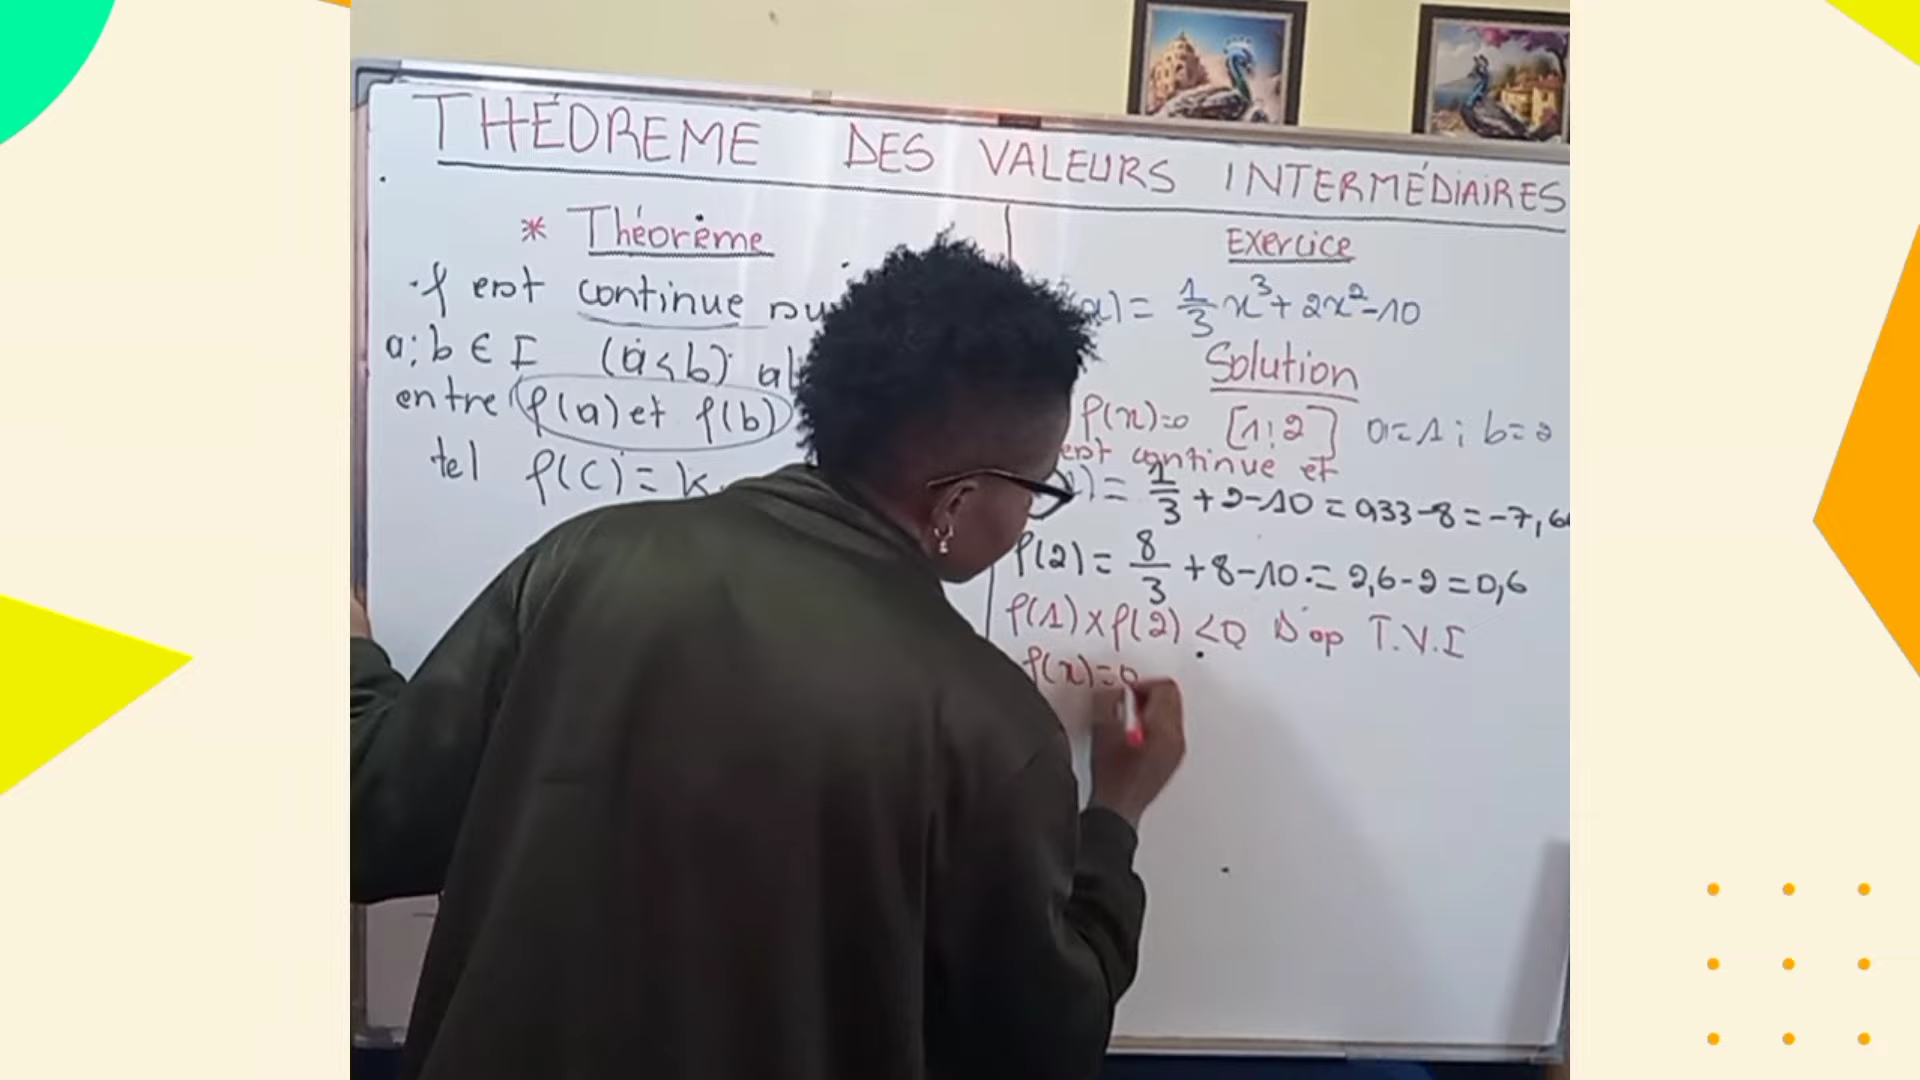 THÉOREME DES VALEURS INTERMÉDIAIRES
* Théorème
. f est continue su
a; b ∈ I (a < b) al
entre f(a) et f(b)
tel f(c) = k
Exercice
= 1/3 x³ + 2x² - 10
Solution
f(x)=0 [1; 2] a=1; b=2
est continue et
= 1/3 + 2 - 10 = 0,33 - 8 = -7,6
f(2) = 8/3 + 8 - 10 = 2,6 - 2 = 0,6
f(1) x f(2) < 0 D'ap T.V.I
f(x)=0